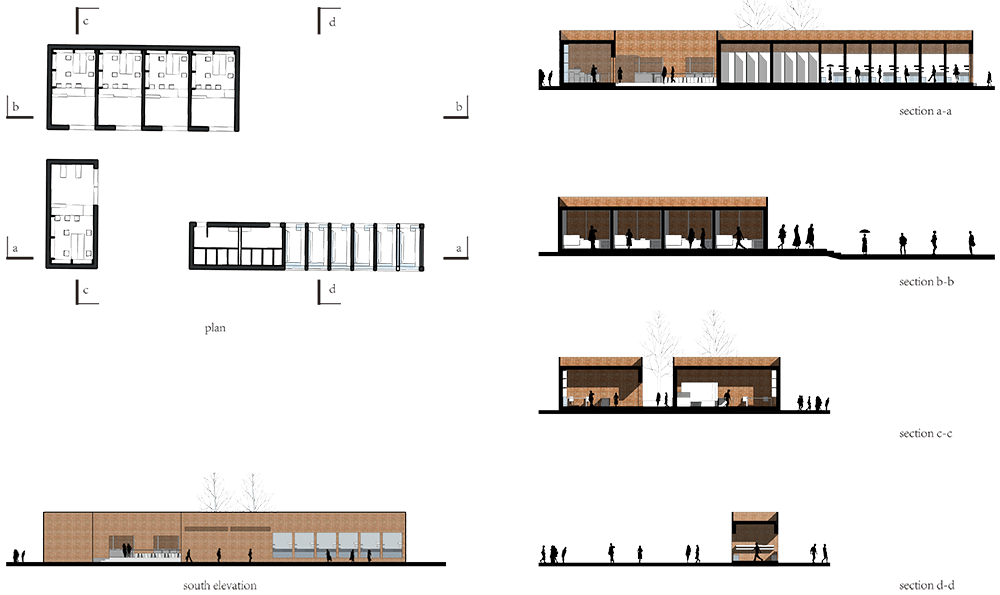 c
d
b
b
a
a
c
d
plan
south elevation
section a-a
section b-b
section c-c
section d-d